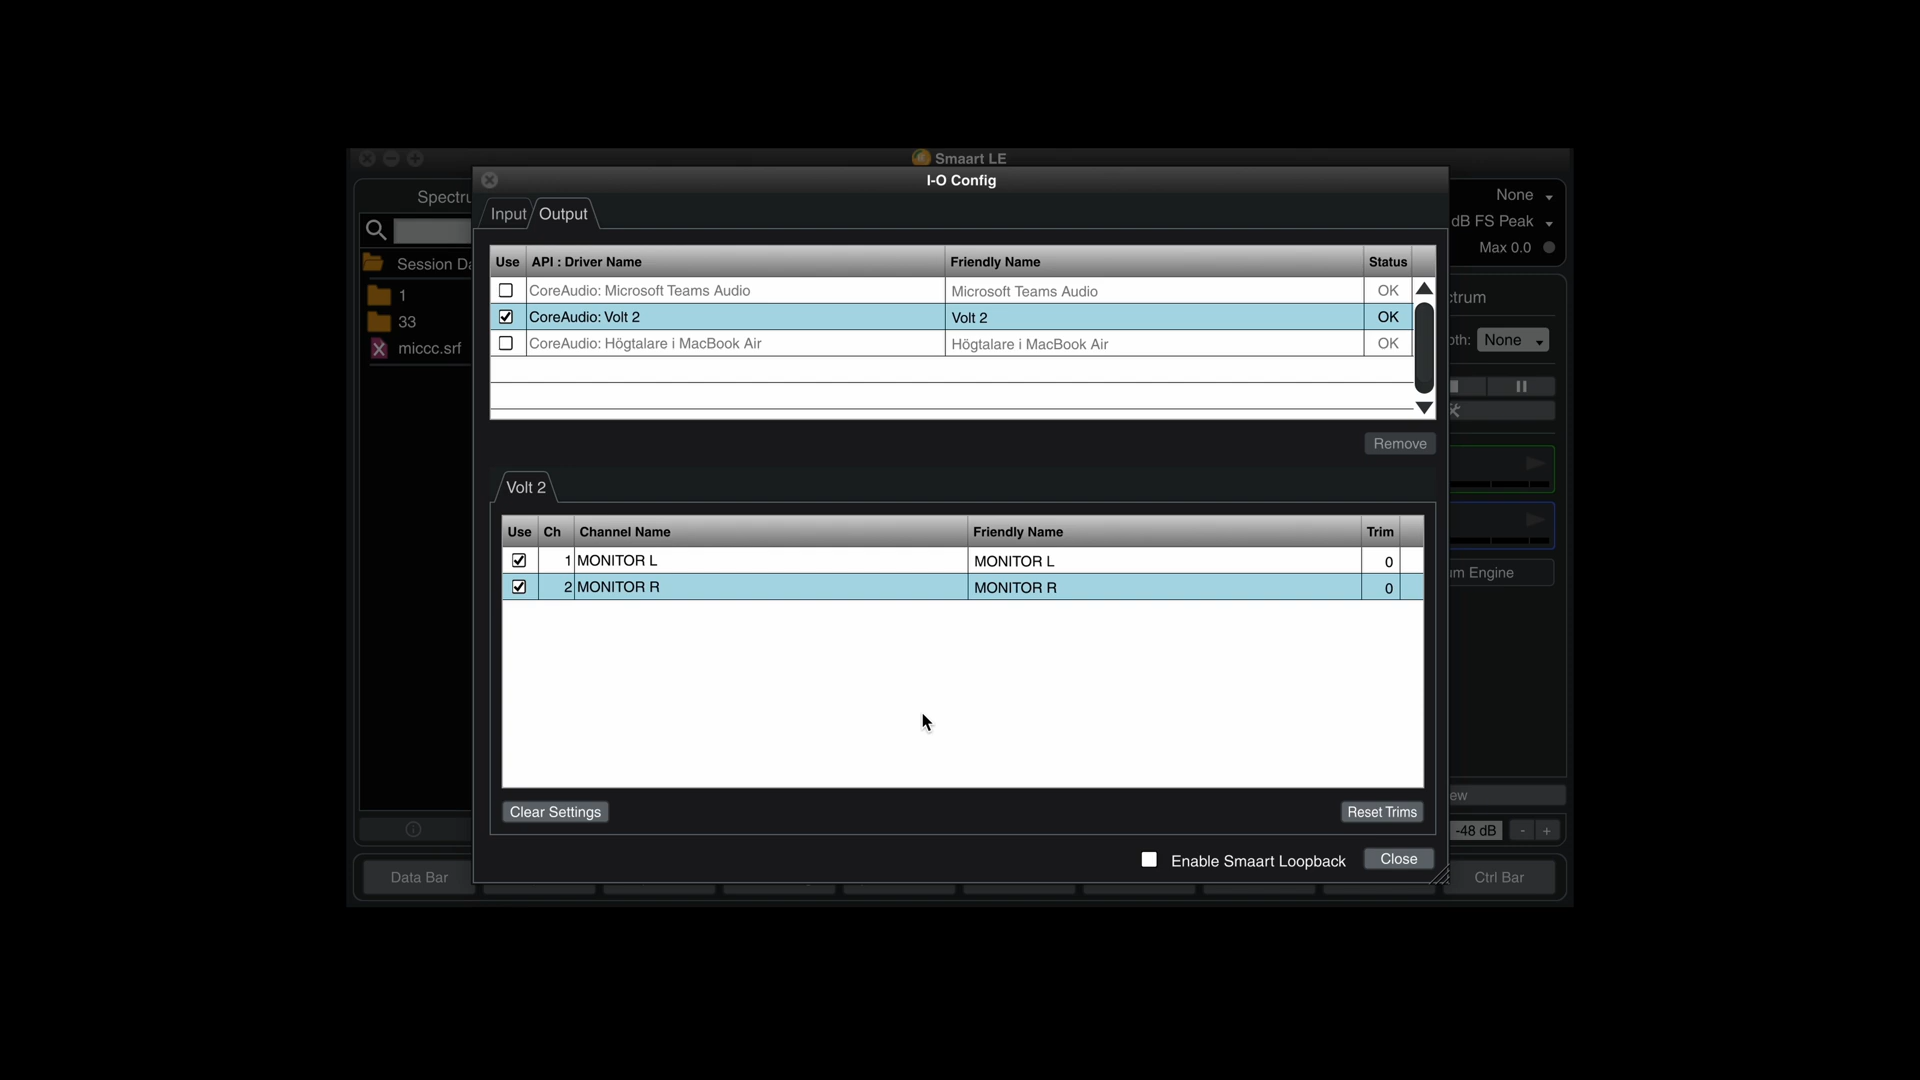 Smaart LE
I-O Config
Spectru
None
Input
Output
dB FS Peak
Max 0.0
Session Da
1
33
miccc.srf
Use API : Driver Name Friendly Name Status
CoreAudio: Microsoft Teams Audio Microsoft Teams Audio OK
CoreAudio: Volt 2 Volt 2 OK
CoreAudio: Högtalare i MacBook Air Högtalare i MacBook Air OK
Remove
ctrum
oth: None
Volt 2
Use Ch Channel Name Friendly Name Trim
1 MONITOR L MONITOR L 0
2 MONITOR R MONITOR R 0
um Engine
Clear Settings
Reset Trims
ew
-48 dB - +
Enable Smaart Loopback
Close
Data Bar
Ctrl Bar